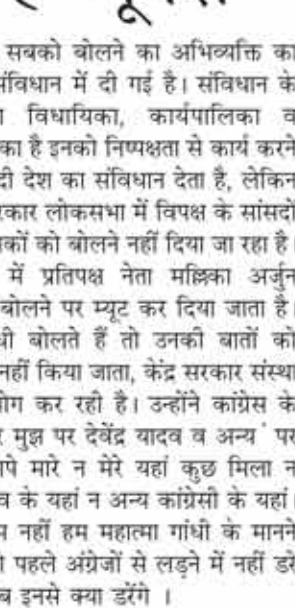 सबको बोलने का अभिव्यक्ति का
संविधान में दी गई है। संविधान के
विधायिका, कार्यपालिका व
का है इनको निष्पक्षता से कार्य करने
दी देश का संविधान देता है, लेकिन
रकार लोकसभा में विपक्ष के सांसदों
कों को बोलने नहीं दिया जा रहा है।
में प्रतिपक्ष नेता मल्लिका अर्जुन
बोलने पर म्यूट कर दिया जाता है।
धी बोलते हैं तो उनकी बातों को
नहीं किया जाता, केंद्र सरकार संस्था
योग कर रही है। उन्होंने कांग्रेस के
मुझ पर देवेंद्र यादव व अन्य पर
ापे मारे न मेरे यहां कुछ मिला न
व के यहां न अन्य कांग्रेसी के यहां।
नहीं हम महात्मा गांधी के मानने
पहले अंग्रेजों से लड़ने में नहीं डरे
ब इनसे क्या डरेंगे ।